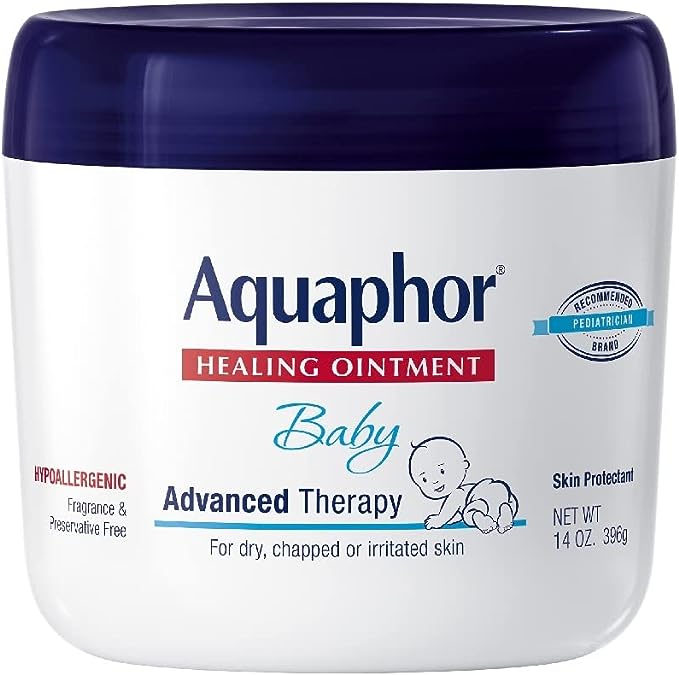 Aquaphor®
HEALING OINTMENT
Baby
Advanced Therapy
For dry, chapped or irritated skin
HYPOALLERGENIC
Fragrance &
Preservative Free
RECOMMENDED
PEDIATRICIAN
BRAND
Skin Protectant
NET WT
14 OZ. 396g